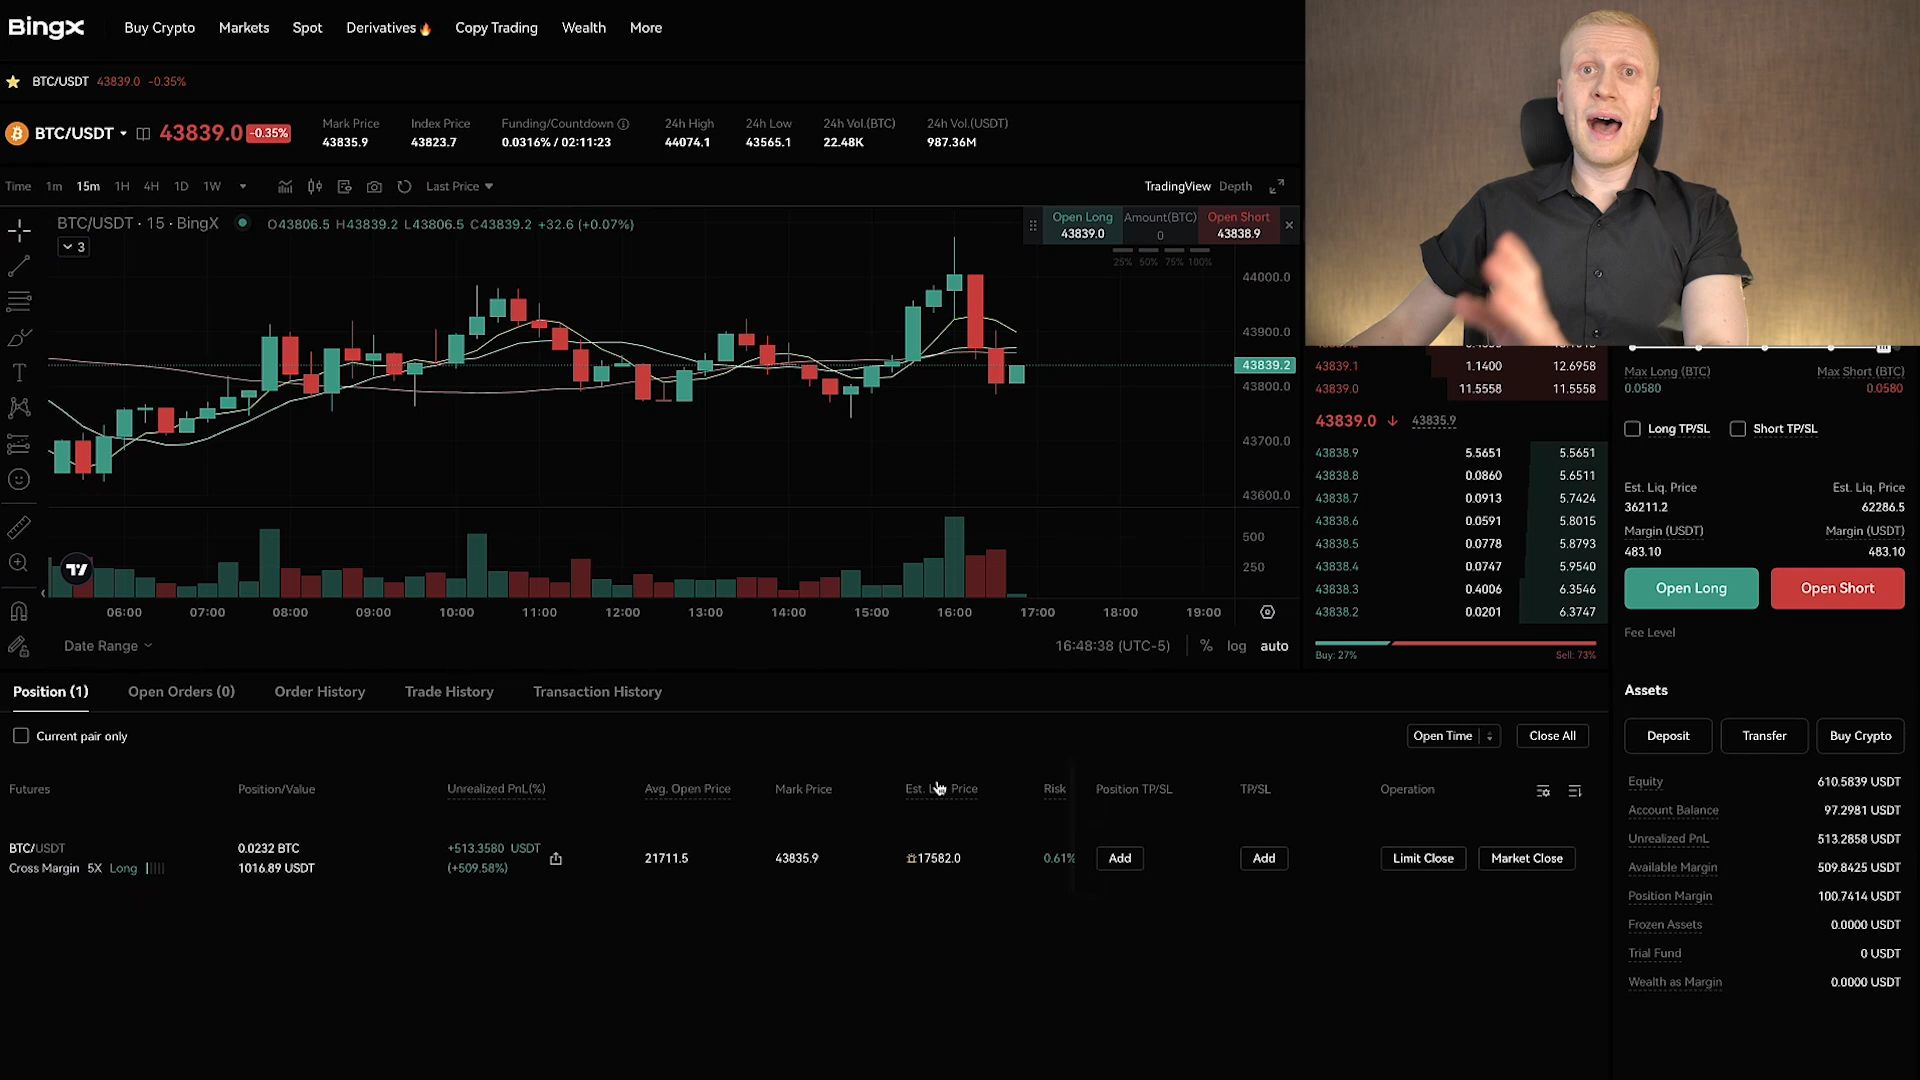 BingX Buy Crypto Markets Spot Derivatives Copy Trading Wealth More
BTC/USDT 43839.0 -0.35%
BTC/USDT 43839.0 -0.35%
Mark Price Index Price Funding/Countdown 24h High 24h Low 24h Vol.(BTC) 24h Vol.(USDT)
43835.9 43823.7 0.0316% / 02:11:23 44074.1 43565.1 22.48K 987.36M
Time 1m 15m 1H 4H 1D 1W Last Price TradingView Depth
BTC/USDT · 15 · BingX O43806.5 H43839.2 L43806.5 C43839.2 +32.6 (+0.07%)
3
Open Long Amount(BTC) Open Short
43839.0 0 43838.9
25% 50% 75% 100%
44000.0
43900.0
43839.2
43800.0
43700.0
43600.0
500
250
06:00 07:00 08:00 09:00 10:00 11:00 12:00 13:00 14:00 15:00 16:00 17:00 18:00 19:00
Date Range 16:48:38 (UTC-5) % log auto
43839.1 1.1400 12.6958
43839.0 11.5558 11.5558
43839.0 ↓ 43835.9
43838.9 5.5651 5.5651
43838.8 0.0860 5.6511
43838.7 0.0913 5.7424
43838.6 0.0591 5.8015
43838.5 0.0778 5.8793
43838.4 0.0747 5.9540
43838.3 0.4006 6.3546
43838.2 0.0201 6.3747
Buy: 27% Sell: 73%
Max Long (BTC) Max Short (BTC)
0.0580 0.0580
Long TP/SL Short TP/SL
Est. Liq. Price Est. Liq. Price
36211.2 62286.5
Margin (USDT) Margin (USDT)
483.10 483.10
Open Long Open Short
Fee Level
Position (1) Open Orders (0) Order History Trade History Transaction History
Current pair only Open Time Close All
Futures Position/Value Unrealized PnL(%) Avg. Open Price Mark Price Est. Price Risk Position TP/SL TP/SL Operation
BTC/USDT 0.0232 BTC +513.3580 USDT
21711.5 43835.9 17582.0 0.61% Add Add Limit Close Market Close
Cross Margin 5X Long 1016.89 USDT (+509.58%)
Assets
Deposit Transfer Buy Crypto
Equity 610.5839 USDT
Account Balance 97.2981 USDT
Unrealized PnL 513.2858 USDT
Available Margin 509.8425 USDT
Position Margin 100.7414 USDT
Frozen Assets 0.0000 USDT
Trial Fund 0 USDT
Wealth as Margin 0.0000 USDT